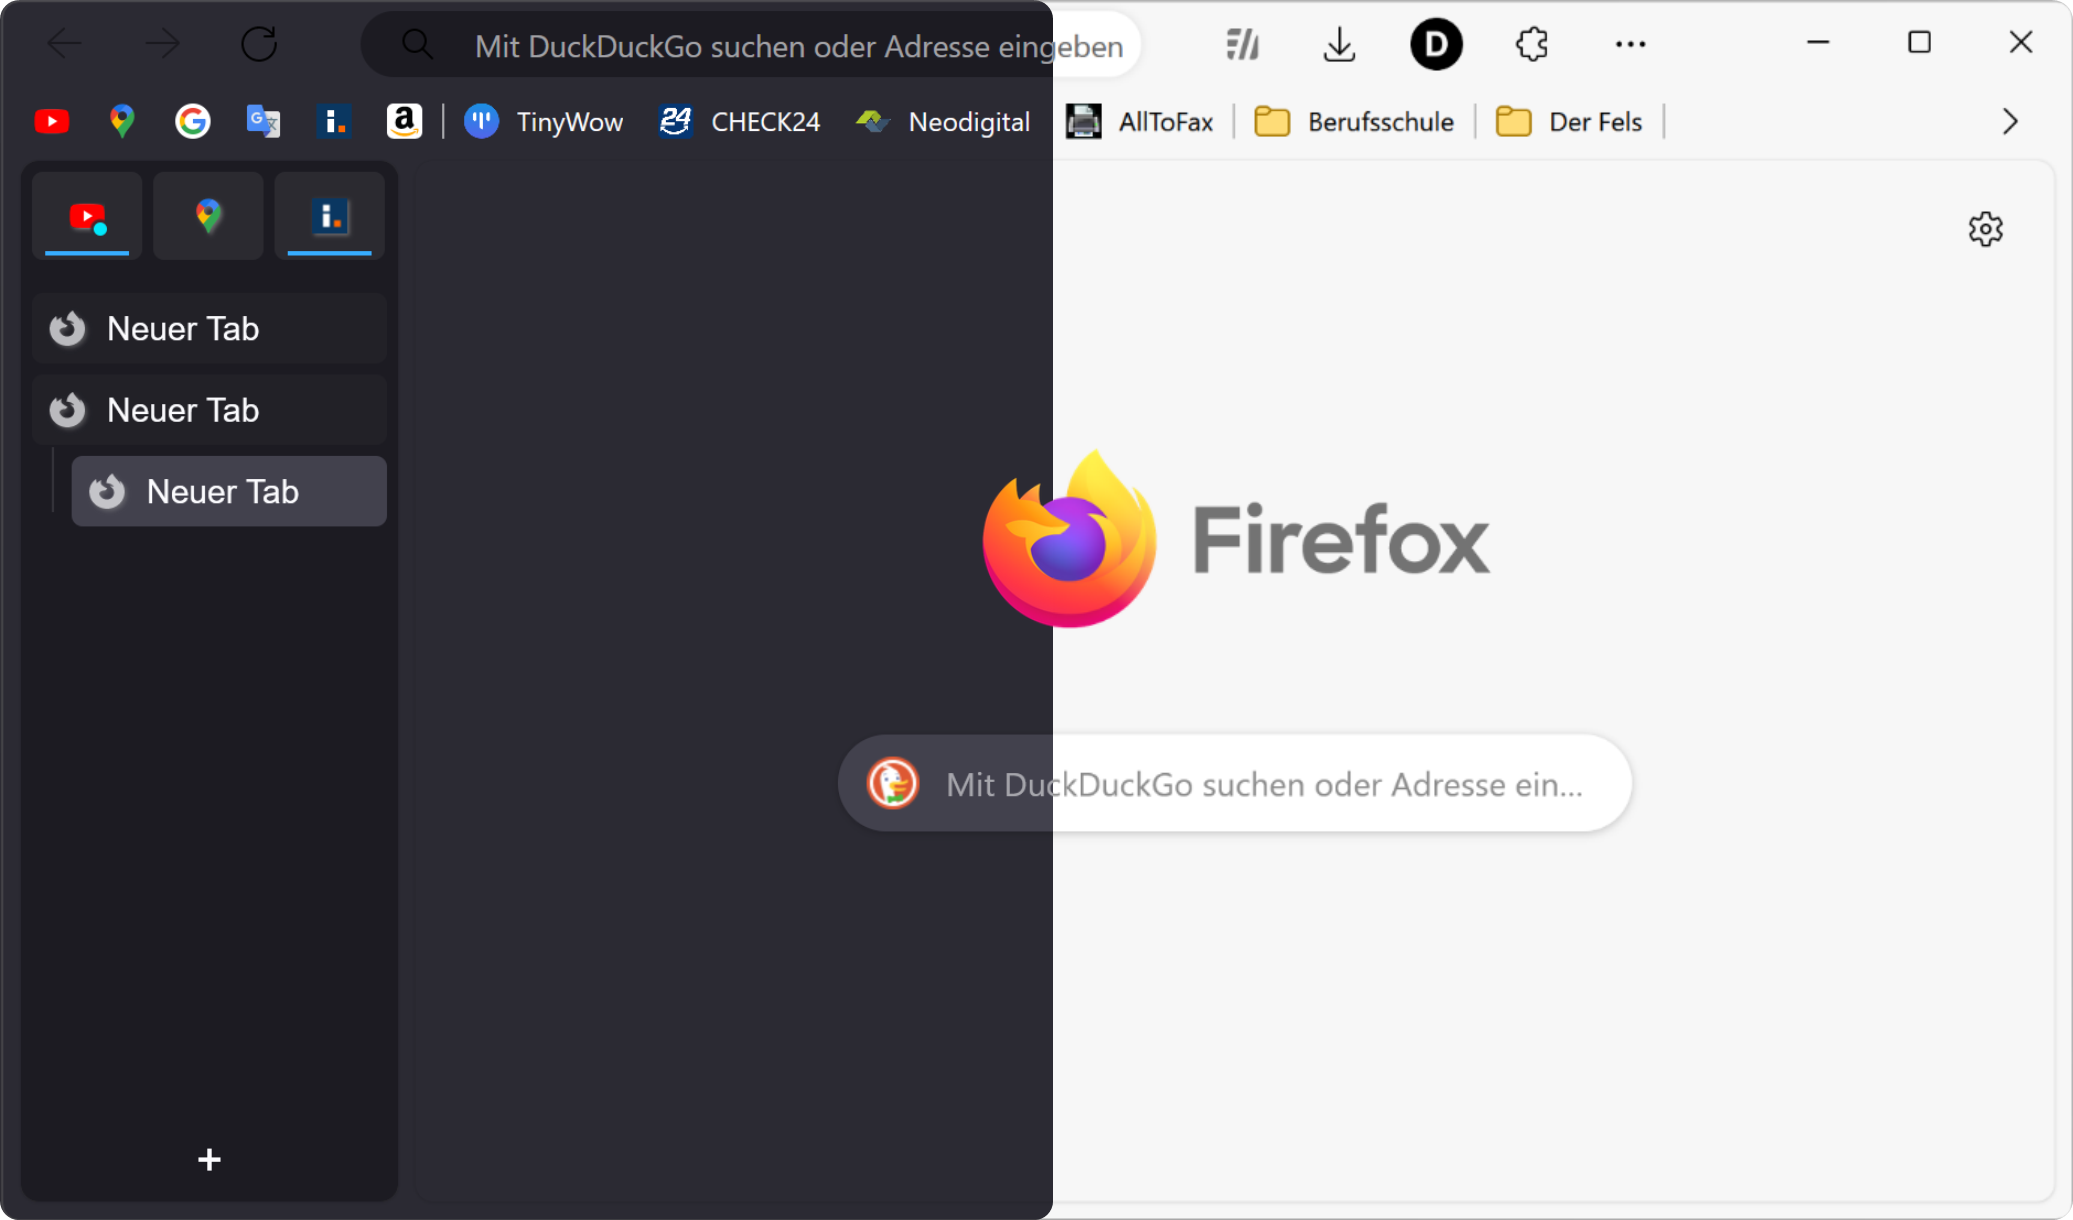 Mit DuckDuckGo suchen oder Adresse eingeben
D
TinyWow
24 CHECK24
Neodigital
AllToFax
Berufsschule
Der Fels
Neuer Tab
Neuer Tab
Neuer Tab
Firefox
Mit DuckDuckGo suchen oder Adresse ein...